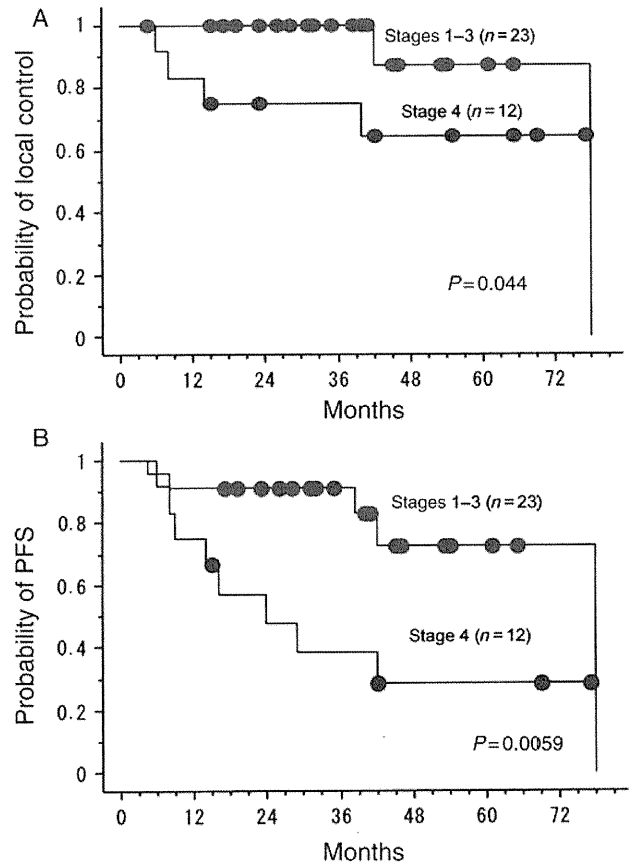 A
Probability of local control
1
0.8
0.6
0.4
0.2
0
Stages 1–3 (n=23)
Stage 4 (n=12)
P=0.044
0 12 24 36 48 60 72
Months
B
Probability of PFS
1
0.8
0.6
0.4
0.2
0
Stages 1–3 (n=23)
Stage 4 (n=12)
P=0.0059
0 24 36 48 60 72
Months